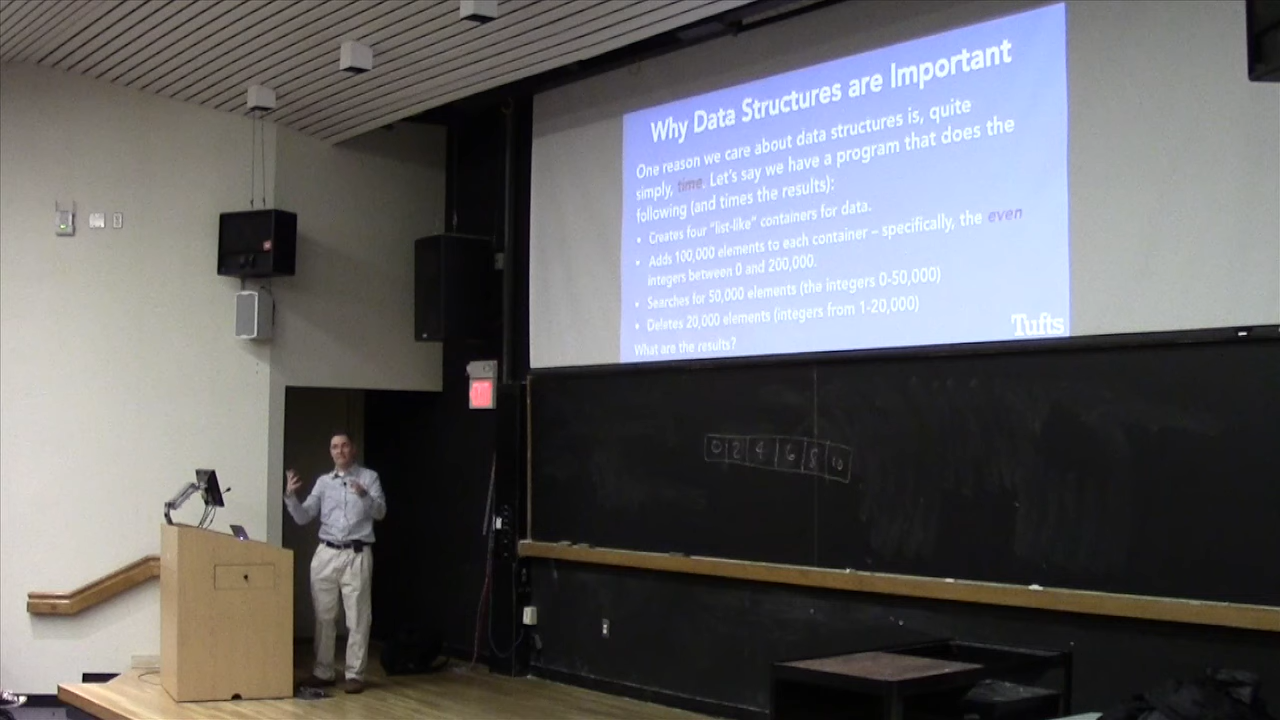 Why Data Structures are Important
One reason we care about data structures is, quite
simply, time. Let's say we have a program that does the
following (and times the results):
• Creates four "list-like" containers for data.
• Adds 100,000 elements to each container – specifically, the even
integers between 0 and 200,000.
• Searches for 50,000 elements (the integers 0-50,000)
• Deletes 20,000 elements (integers from 1-20,000)
What are the results?
Tufts
0 2 4 6 8 10